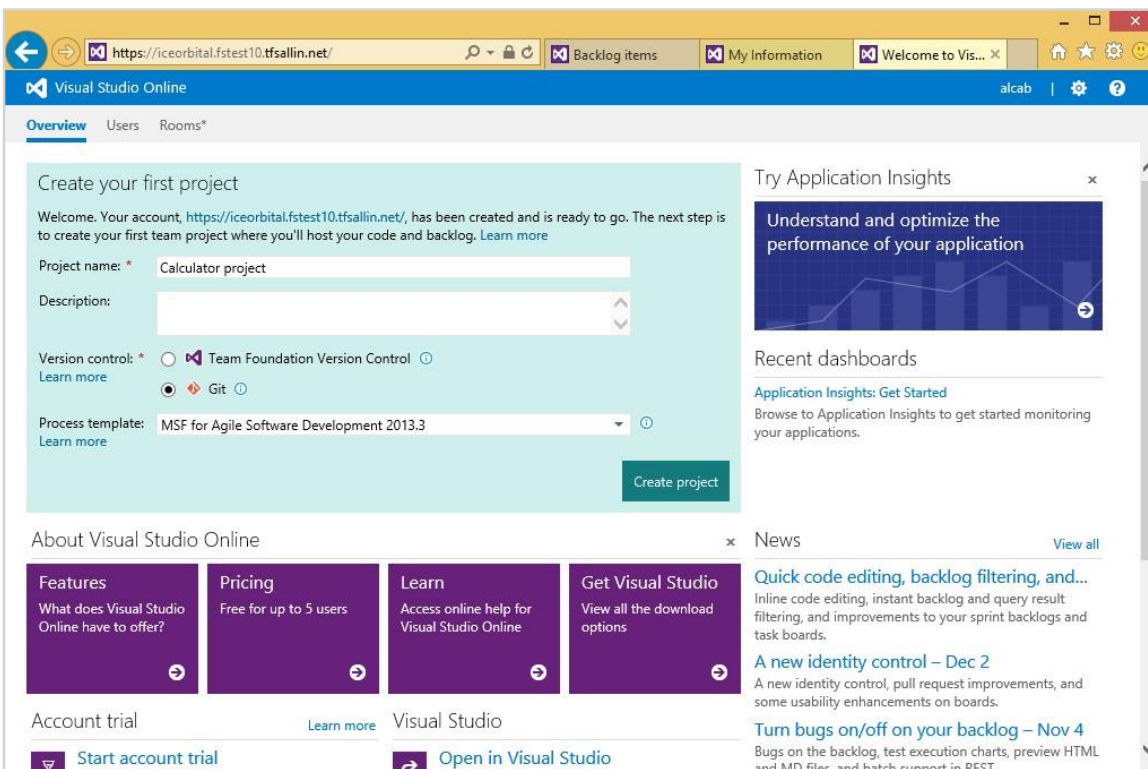 https://iceorbital.fstest10.tfsallin.net/
Backlog items
My Information
Welcome to Vis...
Visual Studio Online
alcab
Overview Users Rooms*
Create your first project
Welcome. Your account, https://iceorbital.fstest10.tfsallin.net/, has been created and is ready to go. The next step is
to create your first team project where you'll host your code and backlog. Learn more
Project name: * Calculator project
Description:
Version control: * Team Foundation Version Control
Learn more
Git
Process template: MSF for Agile Software Development 2013.3
Learn more
Create project
Try Application Insights
Understand and optimize the
performance of your application
Recent dashboards
Application Insights: Get Started
Browse to Application Insights to get started monitoring
your applications.
About Visual Studio Online
Features
What does Visual Studio
Online have to offer?
Pricing
Free for up to 5 users
Learn
Access online help for
Visual Studio Online
Get Visual Studio
View all the download
options
News View all
Quick code editing, backlog filtering, and...
Inline code editing, instant backlog and query result
filtering, and improvements to your sprint backlogs and
task boards.
A new identity control – Dec 2
A new identity control, pull request improvements, and
some usability enhancements on boards.
Turn bugs on/off on your backlog – Nov 4
Bugs on the backlog, test execution charts, preview HTML
and MD files, and batch support in REST
Account trial Learn more
Start account trial
Visual Studio
Open in Visual Studio